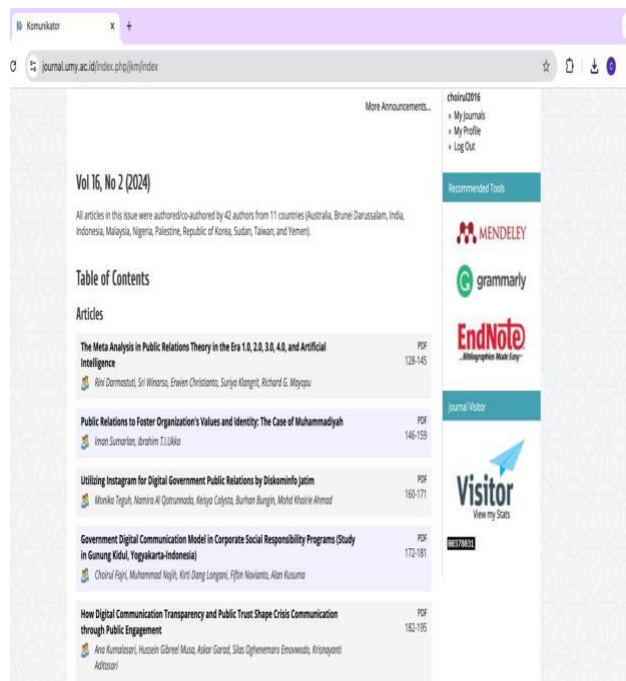 Komunikator x +
journal.umy.ac.id/index.php/jkm/index
More Announcements...
choirul2016
» My Journals
» My Profile
» Log Out
Vol 16, No 2 (2024)
All articles in this issue were authored/co-authored by 42 authors from 11 countries (Australia, Brunei Darussalam, India,
Indonesia, Malaysia, Nigeria, Palestine, Republic of Korea, Sudan, Taiwan, and Yemen).
Table of Contents
Articles
The Meta Analysis in Public Relations Theory in the Era 1.0, 2.0, 3.0, 4.0, and Artificial
Intelligence
PDF
128-145
Rini Darmastuti, Sri Winarso, Erwien Christianto, Suriya Klangrit, Richard G. Mayopu
Public Relations to Foster Organization's Values and Identity: The Case of Muhammadiyah
PDF
146-159
Iman Sumarlan, Ibrahim T.I.Ukka
Utilizing Instagram for Digital Government Public Relations by Diskominfo Jatim
PDF
160-171
Monika Teguh, Namira Al Qotrunnada, Keisya Calysta, Burhan Bungin, Mohd Khairie Ahmad
Government Digital Communication Model in Corporate Social Responsibility Programs (Study
in Gunung Kidul, Yogyakarta-Indonesia)
PDF
172-181
Choirul Fajri, Muhammad Najih, Kirti Dang Longani, Fiftin Novianto, Alan Kusuma
How Digital Communication Transparency and Public Trust Shape Crisis Communication
through Public Engagement
PDF
182-195
Ana Kumalasari, Hussein Gibreel Musa, Askar Garad, Silas Oghenemaro Emovwodo, Krisnayanti
Aditasari
Recommended Tools
MENDELEY
grammarly
EndNote
...Bibliographies Made Easy
Journal Visitor
Visitor
View my Stats
00378031